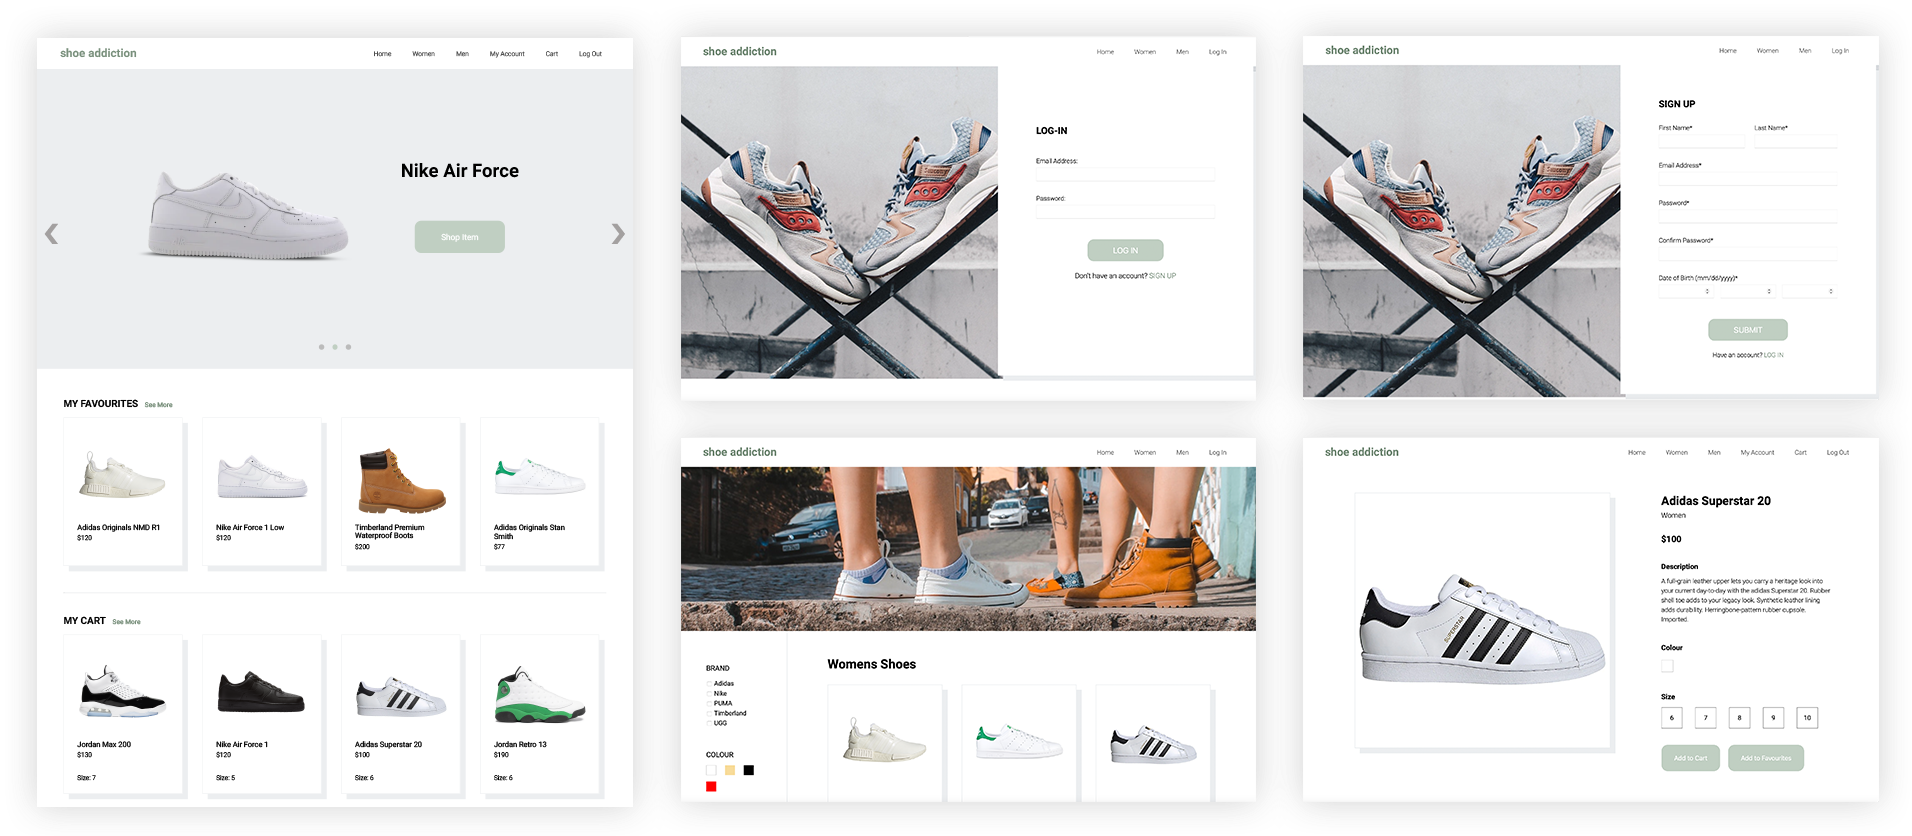 shoe addiction
Home Women Men My Account Cart Log Out
Nike Air Force
Shop Item
MY FAVOURITES See More
Adidas Originals NMD R1
$120
Nike Air Force 1 Low
$120
Timberland Premium
Waterproof Boots
$200
Adidas Originals Stan
Smith
$77
MY CART See More
Jordan Max 200
$130
Size: 7
Nike Air Force 1
$120
Size: 5
Adidas Superstar 20
$100
Size: 6
Jordan Retro 13
$190
Size: 6
shoe addiction
Home Women Men Log In
LOG-IN
Email Address:
Password:
LOG IN
Don't have an account? SIGN UP
shoe addiction
Home Women Men Log In
SIGN UP
First Name* Last Name*
Email Address*
Password*
Confirm Password*
Date of Birth (mm/dd/yyyy)*
SUBMIT
Have an account? LOG IN
shoe addiction
Home Women Men Log In
BRAND
Adidas
Nike
PUMA
Timberland
UGG
COLOUR
Womens Shoes
shoe addiction
Home Women Men My Account Cart Log Out
SUPERSTAR
Adidas Superstar 20
Women
$100
Description
A full-grain leather upper lets you carry a heritage look into
your current day-to-day with the adidas Superstar 20. Rubber
shell toe adds to your legacy look. Synthetic leather lining
adds durability. Herringbone-pattern rubber cupsole.
Imported.
Colour
Size
6 7 8 9 10
Add to Cart Add to Favourites